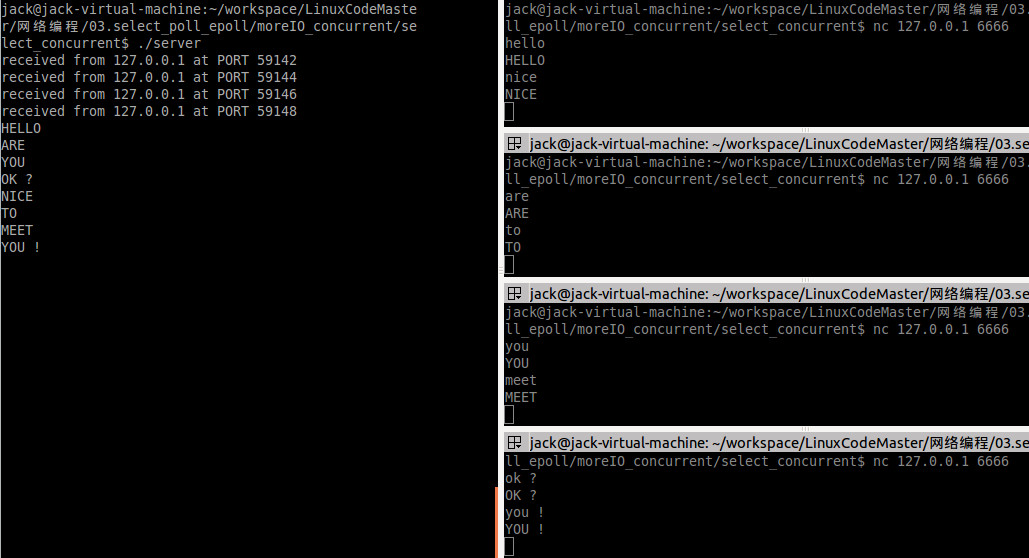 jack@jack-virtual-machine:~/workspace/LinuxCodeMaste
r/网络编程/03.select_poll_epoll/moreIO_concurrent/se
lect_concurrent$ ./server
received from 127.0.0.1 at PORT 59142
received from 127.0.0.1 at PORT 59144
received from 127.0.0.1 at PORT 59146
received from 127.0.0.1 at PORT 59148
HELLO
ARE
YOU
OK ?
NICE
TO
MEET
YOU !
jack@jack-virtual-machine:~/workspace/LinuxCodeMaster/网络编程/03.
ll_epoll/moreIO_concurrent/select_concurrent$ nc 127.0.0.1 6666
hello
HELLO
nice
NICE
jack@jack-virtual-machine: ~/workspace/LinuxCodeMaster/网络编程/03.se
jack@jack-virtual-machine:~/workspace/LinuxCodeMaster/网络编程/03.
ll_epoll/moreIO_concurrent/select_concurrent$ nc 127.0.0.1 6666
are
ARE
to
TO
jack@jack-virtual-machine: ~/workspace/LinuxCodeMaster/网络编程/03.se
jack@jack-virtual-machine:~/workspace/LinuxCodeMaster/网络编程/03.
ll_epoll/moreIO_concurrent/select_concurrent$ nc 127.0.0.1 6666
you
YOU
meet
MEET
jack@jack-virtual-machine: ~/workspace/LinuxCodeMaster/网络编程/03.se
ll_epoll/moreIO_concurrent/select_concurrent$ nc 127.0.0.1 6666
ok ?
OK ?
you !
YOU !